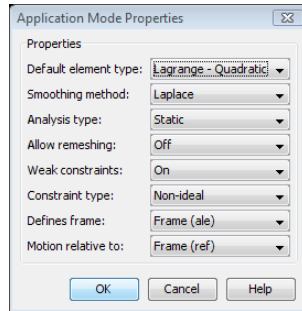 Application Mode Properties
Properties
Default element type: Lagrange - Quadratic
Smoothing method: Laplace
Analysis type: Static
Allow remeshing: Off
Weak constraints: On
Constraint type: Non-ideal
Defines frame: Frame (ale)
Motion relative to: Frame (ref)
OK Cancel Help